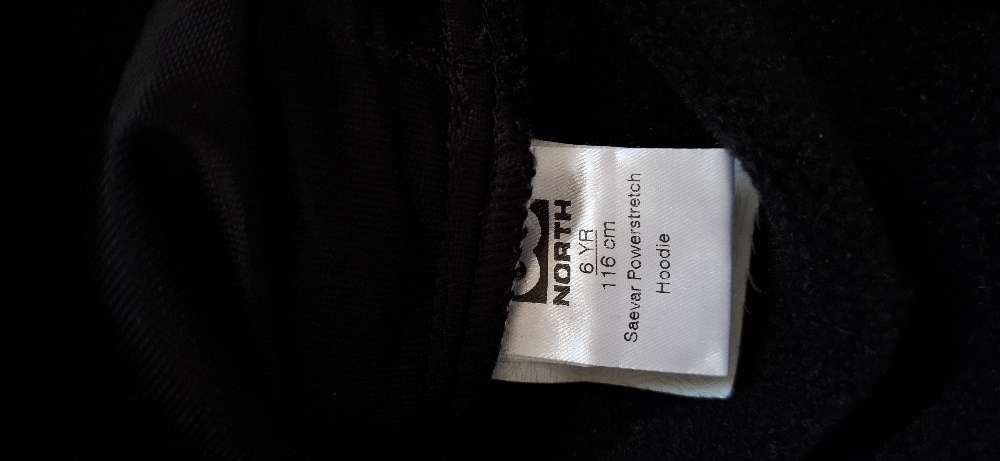 NORTH
6 YR
116 cm
Saevar Powerstretch
Hoodie